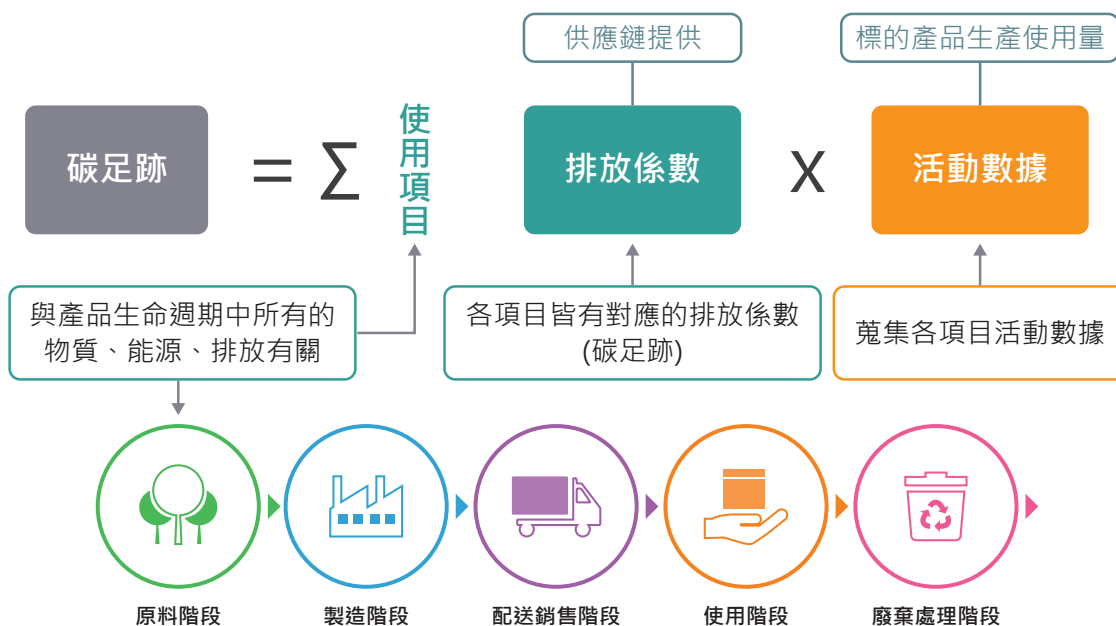 供應鏈提供
標的產品生產使用量
碳足跡
= Σ
使用項目
排放係數
X
活動數據
與產品生命週期中所有的
物質、能源、排放有關
各項目皆有對應的排放係數
(碳足跡)
蒐集各項目活動數據
原料階段
製造階段
配送銷售階段
使用階段
廢棄處理階段